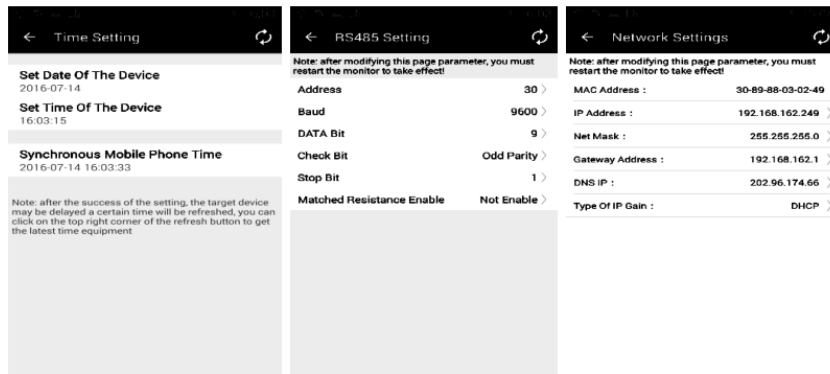 Time Setting
Set Date Of The Device
2016-07-14
Set Time Of The Device
16:03:15
Synchronous Mobile Phone Time
2016-07-14 16:03:33
Note: after the success of the setting, the target device
may be delayed a certain time will be refreshed, you can
click on the top right corner of the refresh button to get
the latest time equipment
RS485 Setting
Note: after modifying this page parameter, you must
restart the monitor to take effect!
Address 30
Baud 9600
DATA Bit 9
Check Bit Odd Parity
Stop Bit 1
Matched Resistance Enable Not Enable
Network Settings
Note: after modifying this page parameter, you must
restart the monitor to take effect!
MAC Address : 30-89-88-03-02-49
IP Address : 192.168.162.249
Net Mask : 255.255.255.0
Gateway Address : 192.168.162.1
DNS IP : 202.96.174.66
Type Of IP Gain : DHCP